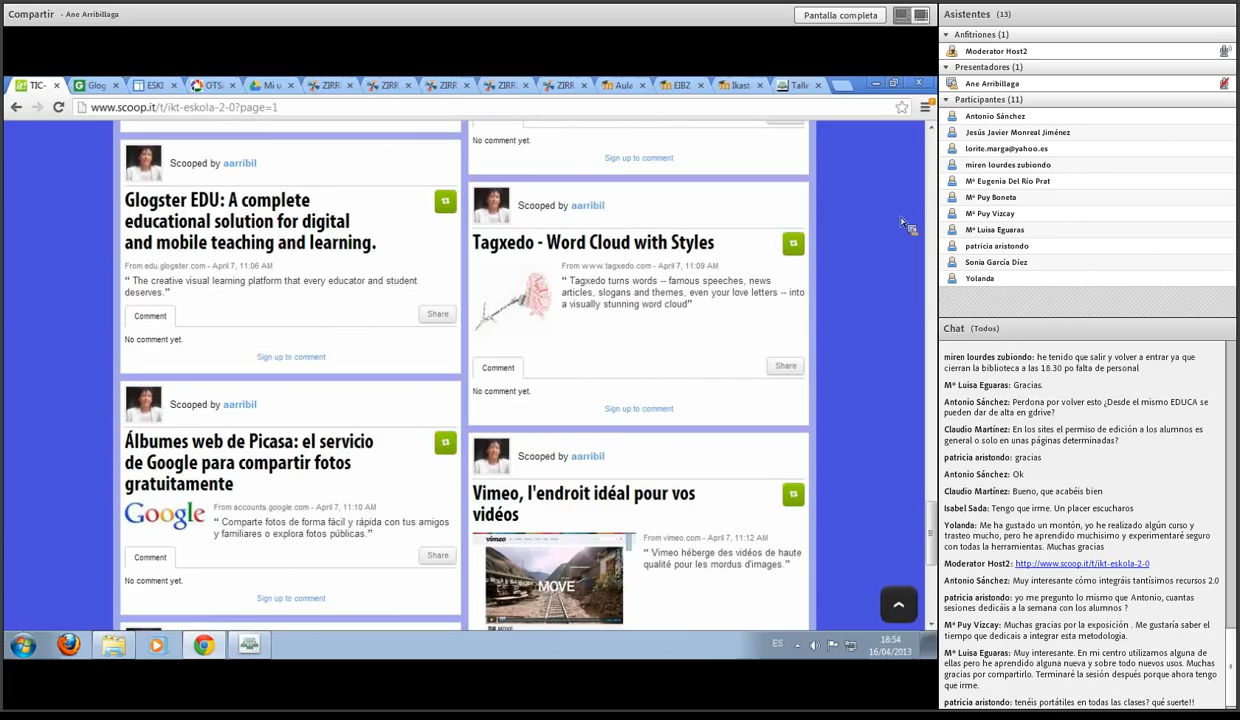 Compartir - Ane Arribillaga
Pantalla completa
TIC-
Glog
ESKI
OTS
Mi u
ZIRR
ZIRR
ZIRR
ZIRR
ZIRR
Aula
EIBZ
Ikast
Talle
www.scoop.it/t/ikt-eskola-2-0?page=1
Scooped by aarribil
Glogster EDU: A complete
educational solution for digital
and mobile teaching and learning.
From edu.glogster.com - April 7, 11:06 AM
“ The creative visual learning platform that every educator and student
deserves.”
Comment
Share
No comment yet.
Sign up to comment
Scooped by aarribil
Álbumes web de Picasa: el servicio
de Google para compartir fotos
gratuitamente
Google
From accounts.google.com - April 7, 11:10 AM
“ Comparte fotos de forma fácil y rápida con tus amigos
y familiares o explora fotos públicas.”
Comment
Share
No comment yet.
Sign up to comment
No comment yet.
Sign up to comment
Scooped by aarribil
Tagxedo - Word Cloud with Styles
From www.tagxedo.com - April 7, 11:09 AM
“ Tagxedo turns words -- famous speeches, news
articles, slogans and themes, even your love letters -- into
a visually stunning word cloud”
Comment
Share
No comment yet.
Sign up to comment
Scooped by aarribil
Vimeo, l'endroit idéal pour vos
vidéos
vimeo
MOVE
From vimeo.com - April 7, 11:12 AM
“ Vimeo héberge des vidéos de haute
qualité pour les mordus d'images.”
ES
18:54
16/04/2013
Asistentes (13)
Anfitriones (1)
Moderator Host2
Presentadores (1)
Ane Arribillaga
Participantes (11)
Antonio Sánchez
Jesús Javier Monreal Jiménez
lorite.marga@yahoo.es
miren lourdes zubiondo
Mª Eugenia Del Río Prat
Mª Puy Boneta
Mª Puy Vizcay
Mª Luisa Eguaras
patricia aristondo
Sonia García Díez
Yolanda
Chat (Todos)
miren lourdes zubiondo: he tenido que salir y volver a entrar ya que
cierran la biblioteca a las 18.30 po falta de personal
Mª Luisa Eguaras: Gracias.
Antonio Sánchez: Perdona por volver esto ¿Desde el mismo EDUCA se
pueden dar de alta en gdrive?
Claudio Martínez: En los sites el permiso de edición a los alumnos es
general o solo en unas páginas determinadas?
patricia aristondo: gracias
Antonio Sánchez: Ok
Claudio Martínez: Bueno, que acabéis bien
Isabel Sada: Tengo que irme. Un placer escucharos
Yolanda: Me ha gustado un montón, yo he realizado algún curso y
trasteo mucho, pero he aprendido muchisimo y experimentaré seguro
con todas la herramientas. Muchas gracias
Moderator Host2: http://www.scoop.it/t/ikt-eskola-2-0
Antonio Sánchez: Muy interesante cómo integráis tantísimos recursos 2.0
patricia aristondo: yo me pregunto lo mismo que Antonio, cuantas
sesiones dedicáis a la semana con los alumnos ?
Mª Puy Vizcay: Muchas gracias por la exposición . Me gustaría saber el
tiempo que dedicais a integrar esta metodologia.
Mª Luisa Eguaras: Muy interesante. En mi centro utilizamos alguna de
ellas pero he aprendido alguna nueva y sobre todo nuevos usos. Muchas
gracias por compartirlo. Terminaré la sesión después porque ahora tengo
que irme.
patricia aristondo: tenéis portátiles en todas las clases? qué suerte!!